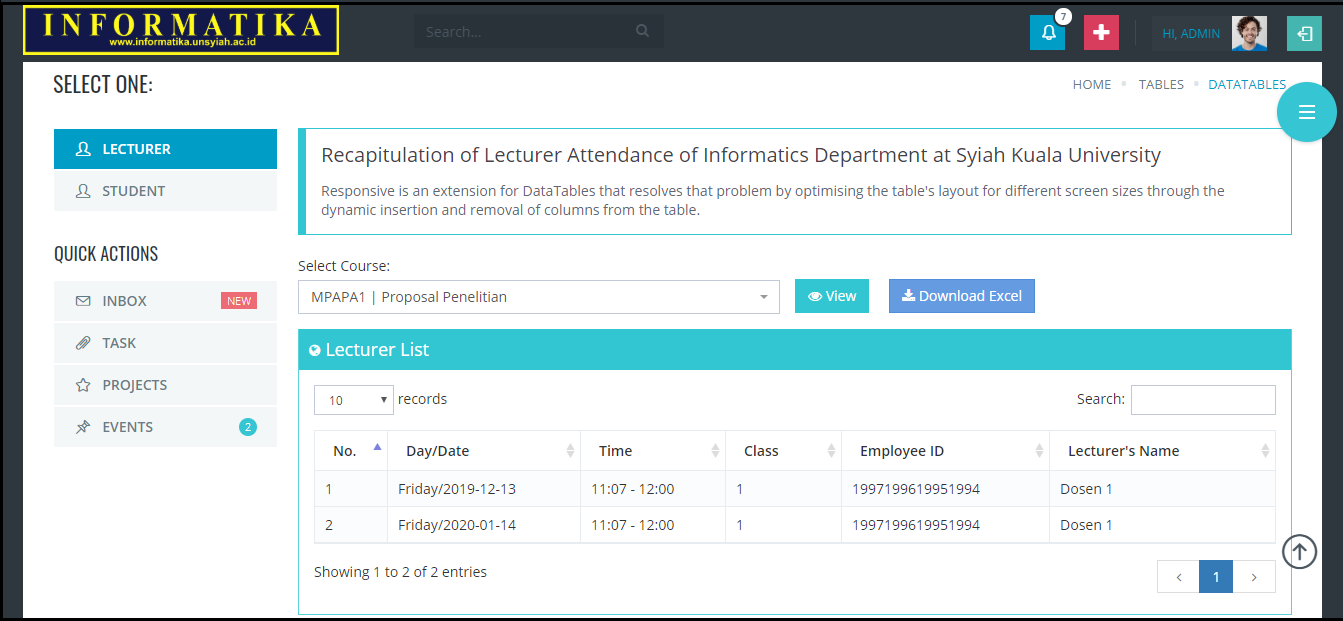 INFORMATIKA
www.informatika.unsyiah.ac.id
Search...
7
HI, ADMIN
SELECT ONE:
HOME TABLES DATATABLES
LECTURER
STUDENT
QUICK ACTIONS
INBOX NEW
TASK
PROJECTS
EVENTS 2
Recapitulation of Lecturer Attendance of Informatics Department at Syiah Kuala University
Responsive is an extension for DataTables that resolves that problem by optimising the table's layout for different screen sizes through the
dynamic insertion and removal of columns from the table.
Select Course:
MPAPA1 | Proposal Penelitian View Download Excel
Lecturer List
10 records Search:
No. Day/Date Time Class Employee ID Lecturer's Name
1 Friday/2019-12-13 11:07 - 12:00 1 1997199619951994 Dosen 1
2 Friday/2020-01-14 11:07 - 12:00 1 1997199619951994 Dosen 1
Showing 1 to 2 of 2 entries
‹ 1 ›